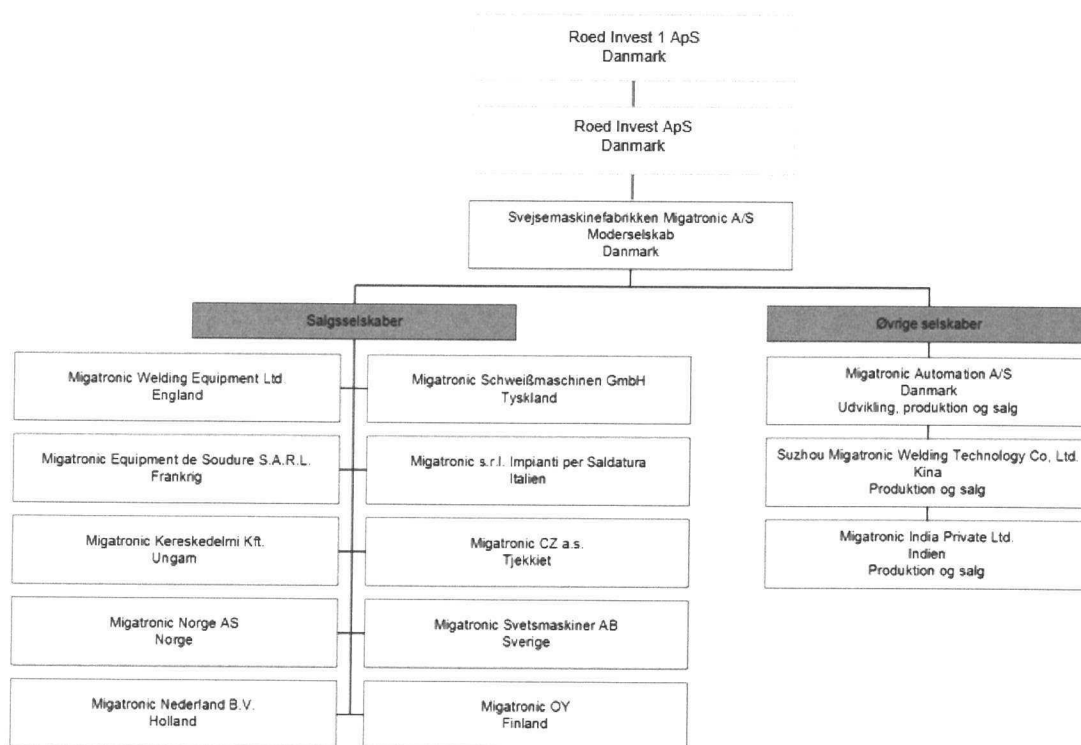 Roed Invest 1 ApS
Danmark
Roed Invest ApS
Danmark
Svejsemaskinefabrikken Migatronic A/S
Moderselskab
Danmark
Salgsselskaber
Øvrige selskaber
Migatronic Welding Equipment Ltd
England
Migatronic Schweißmaschinen GmbH
Tyskland
Migatronic Automation A/S
Danmark
Udvikling, produktion og salg
Migatronic Equipment de Soudure S.A.R.L.
Frankrig
Migatronic s.r.l. Impianti per Saldatura
Italien
Suzhou Migatronic Welding Technology Co, Ltd.
Kina
Produktion og salg
Migatronic Kereskedelmi Kft.
Ungarn
Migatronic CZ a.s.
Tjekkiet
Migatronic India Private Ltd.
Indien
Produktion og salg
Migatronic Norge AS
Norge
Migatronic Svetsmaskiner AB
Sverige
Migatronic Nederland B.V.
Holland
Migatronic OY
Finland